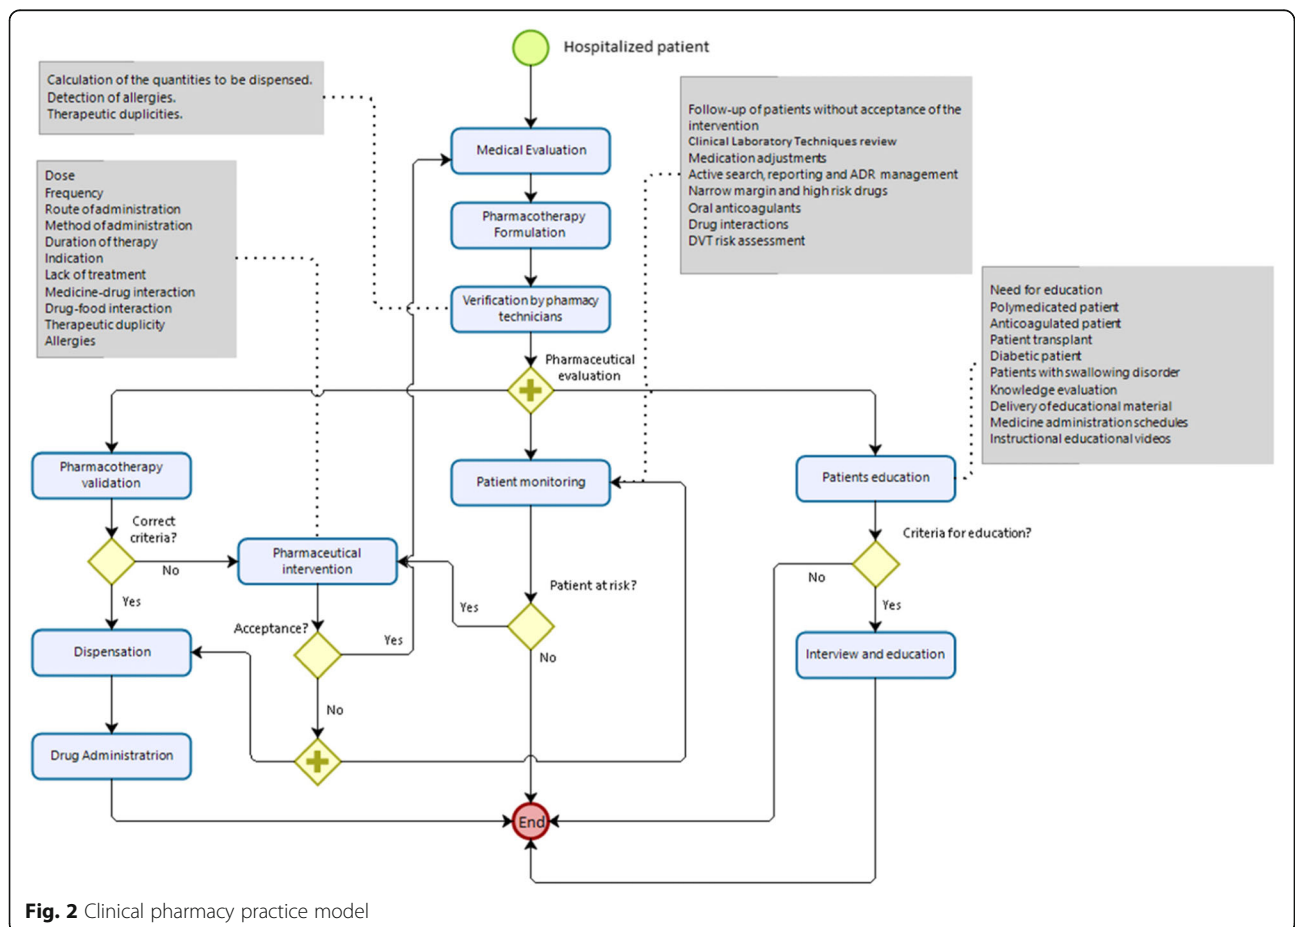 Hospitalized patient
Calculation of the quantities to be dispensed.
Detection of allergies.
Therapeutic duplicities.
Follow-up of patients without acceptance of the
intervention
Clinical Laboratory Techniques review
Medication adjustments
Active search, reporting and ADR management
Narrow margin and high risk drugs
Oral anticoagulants
Drug interactions
DVT risk assessment
Medical Evaluation
Dose
Frequency
Route of administration
Method of administration
Duration of therapy
Indication
Lack of treatment
Medicine-drug interaction
Drug-food interaction
Therapeutic duplicity
Allergies
Pharmacotherapy
Formulation
Verification by pharmacy
technicians
Need for education
Polymedicated patient
Anticoagulated patient
Patient transplant
Diabetic patient
Patients with swallowing disorder
Knowledge evaluation
Delivery of educational material
Medicine administration schedules
Instructional educational videos
Pharmaceutical
evaluation
Pharmacotherapy
validation
Patient monitoring
Patients education
Correct
criteria?
No
Yes
Pharmaceutical
intervention
Patient at risk?
Yes
No
Criteria for education?
No
Yes
Acceptance?
Yes
No
Dispensation
Interview and education
Drug Administratrion
End
Fig. 2 Clinical pharmacy practice model